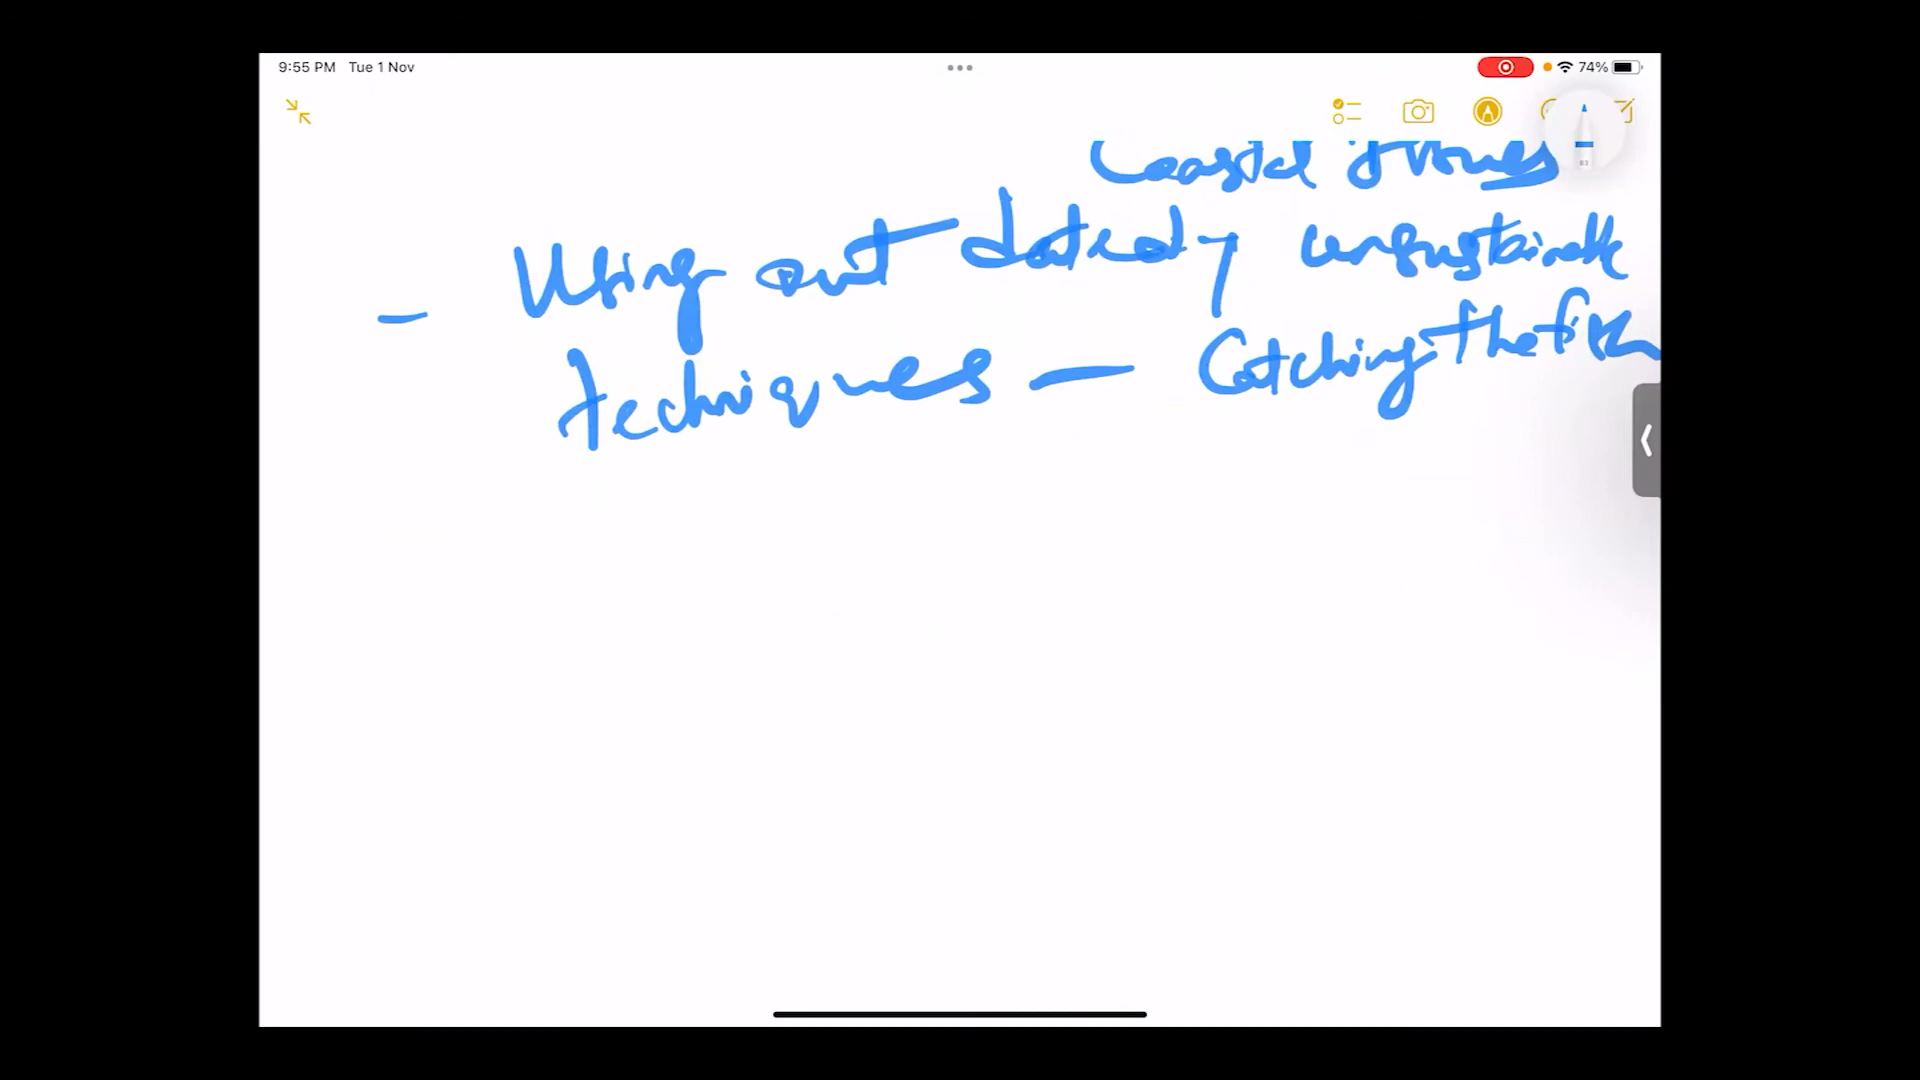 9:55 PM Tue 1 Nov
74%
Coastal
- Using out dated, unsustainable
techniques — Catching the fish